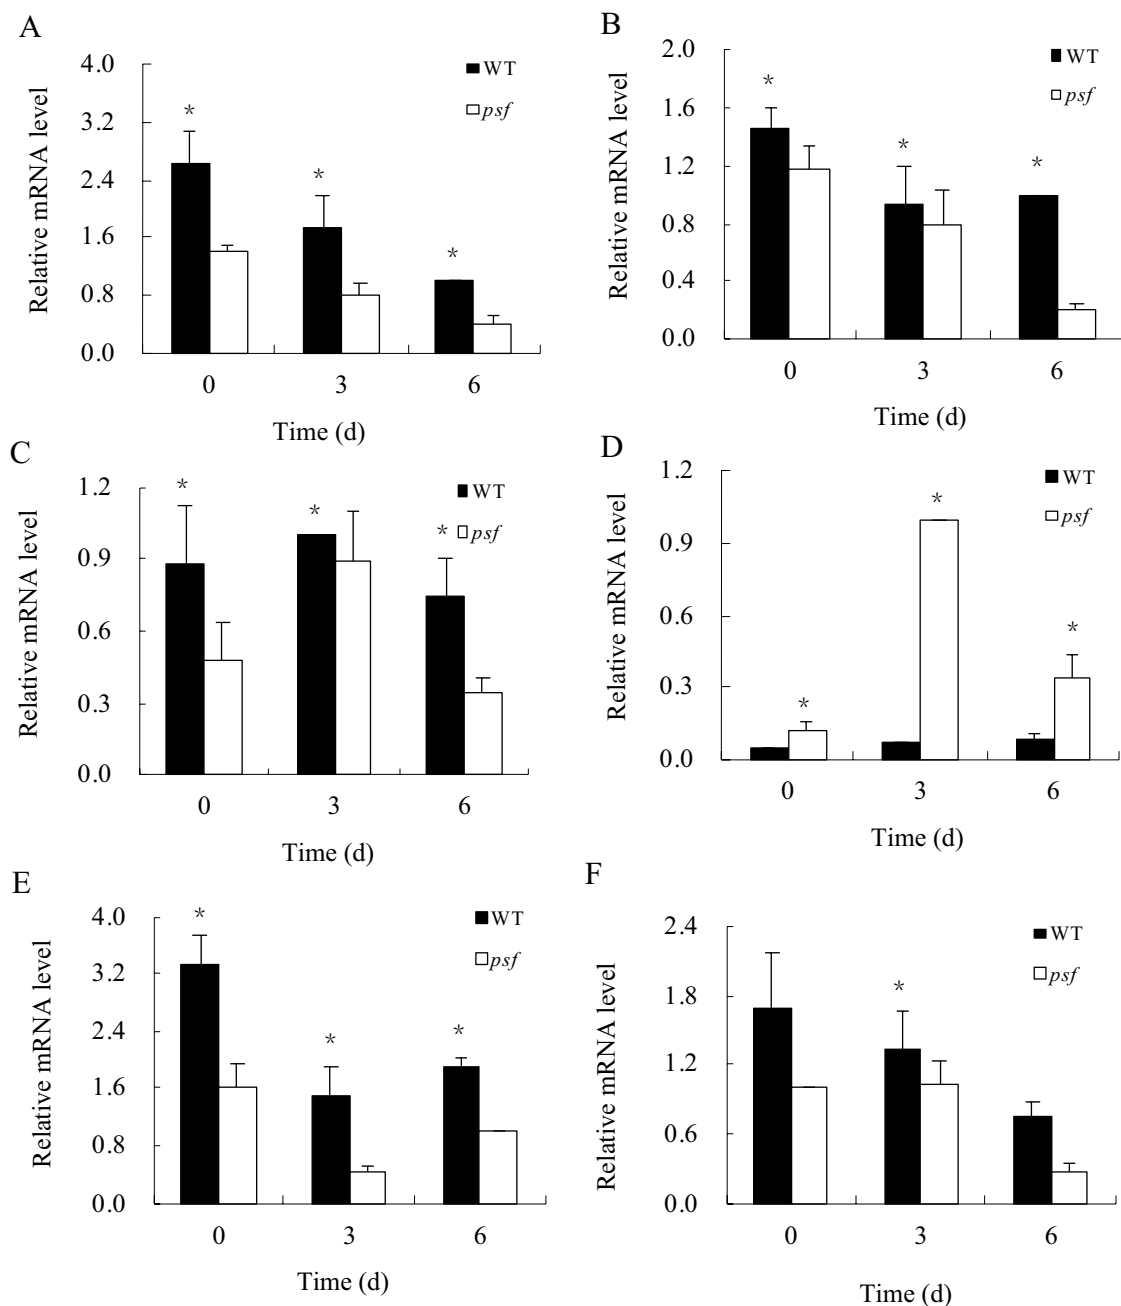 A
Relative mRNA level
4.0
3.2
2.4
1.6
0.8
0.0
WT
psf
*
*
*
0 3 6
Time (d)
B
Relative mRNA level
2.0
1.6
1.2
0.8
0.4
0.0
WT
psf
*
*
*
0 3 6
Time (d)
C
Relative mRNA level
1.2
0.9
0.6
0.3
0.0
WT
psf
*
*
*
0 3 6
Time (d)
D
Relative mRNA level
1.2
0.9
0.6
0.3
0.0
WT
psf
*
*
*
0 3 6
Time (d)
E
Relative mRNA level
4.0
3.2
2.4
1.6
0.8
0.0
WT
psf
*
*
*
0 3 6
Time (d)
F
Relative mRNA level
2.4
1.8
1.2
0.6
0.0
WT
psf
*
0 3 6
Time (d)